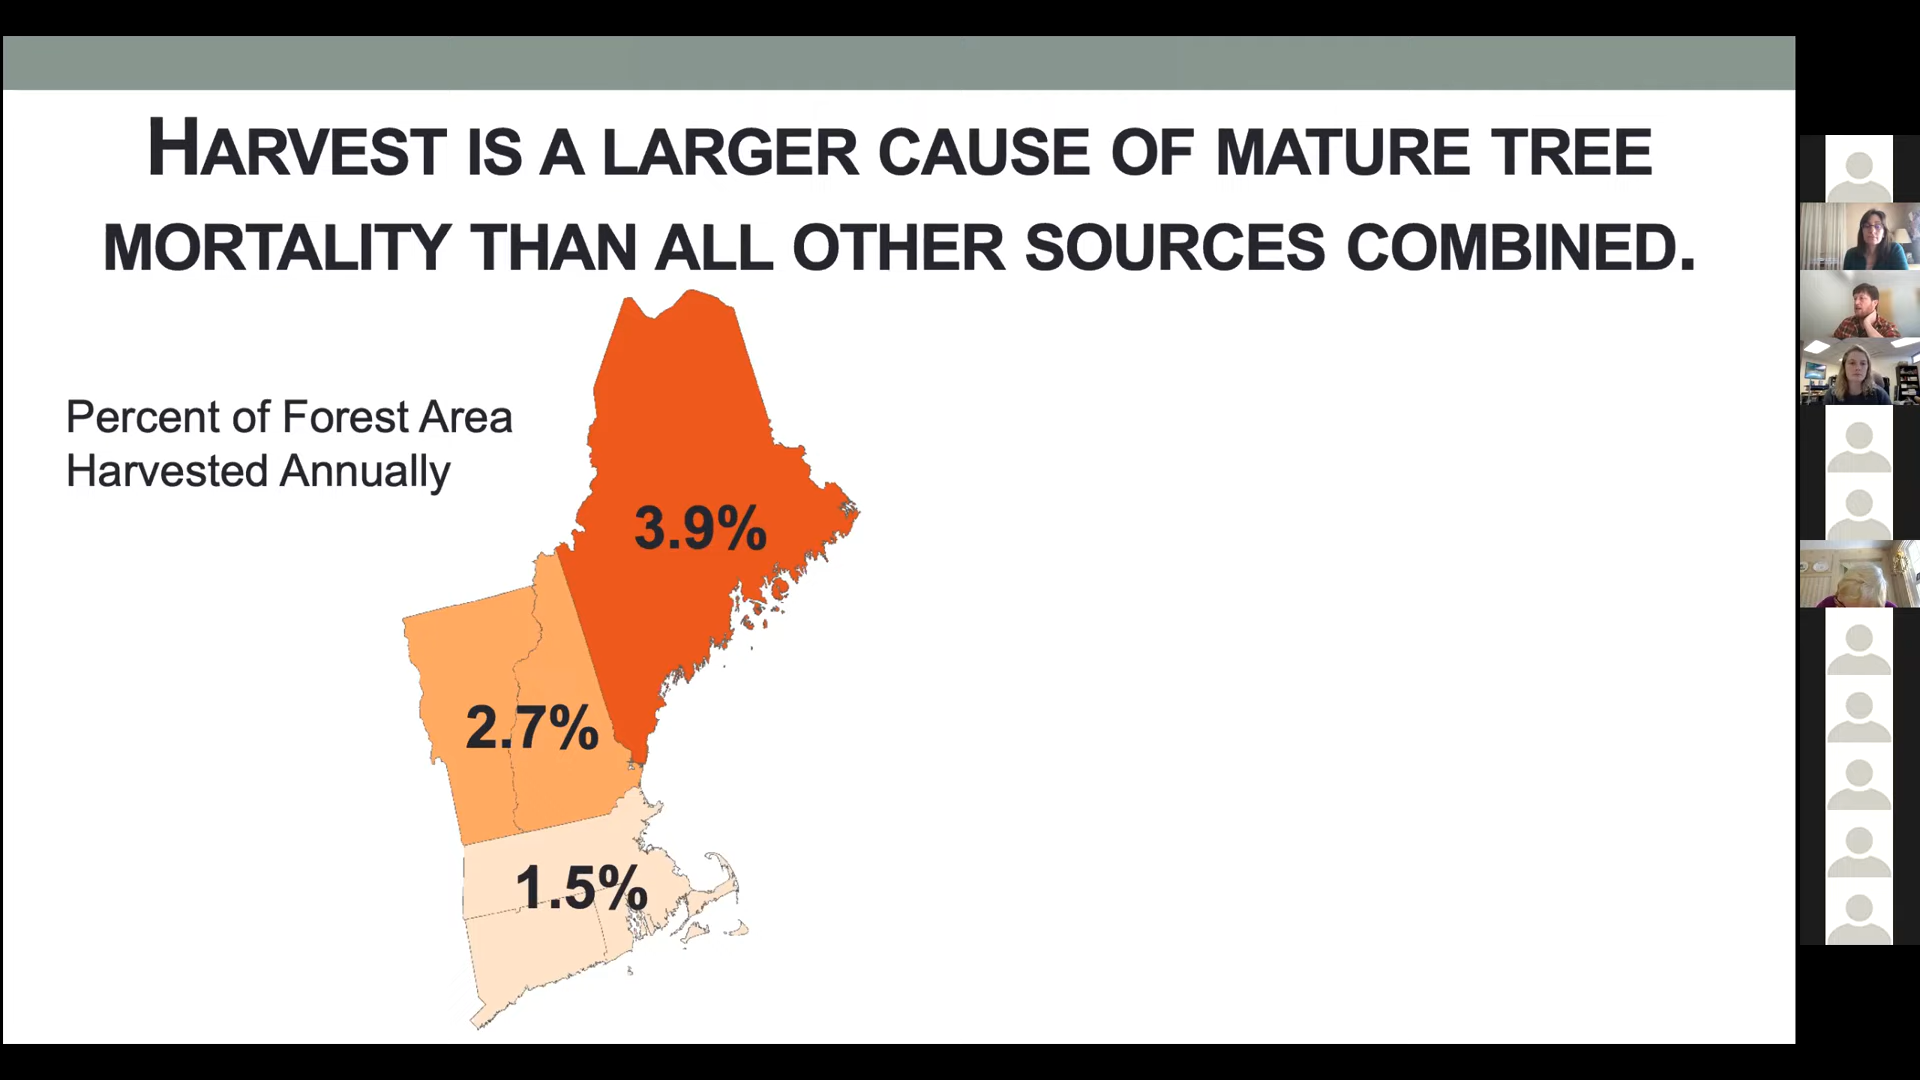 HARVEST IS A LARGER CAUSE OF MATURE TREE
MORTALITY THAN ALL OTHER SOURCES COMBINED.
Percent of Forest Area
Harvested Annually
3.9%
2.7%
1.5%